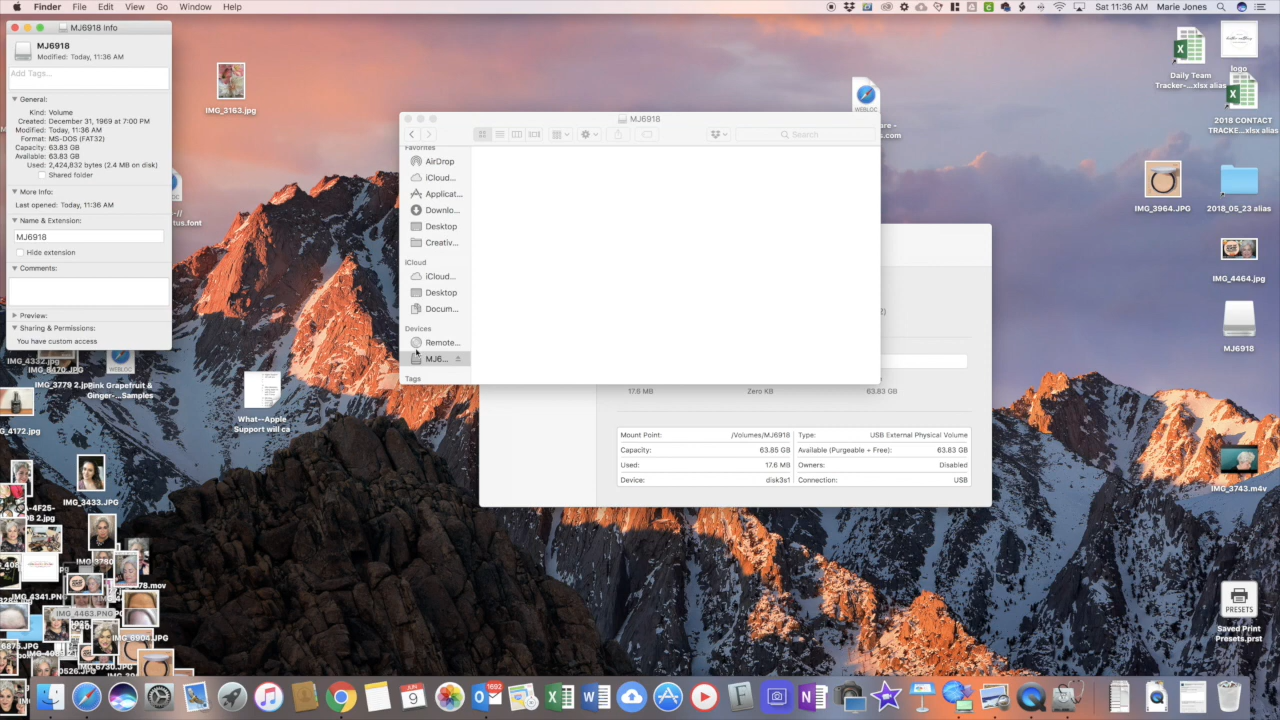 Finder File Edit View Go Window Help
Sat 11:36 AM Marie Jones
MJ6918 Info
MJ6918
Modified: Today, 11:36 AM
Add Tags...
General:
Kind: Volume
Created: December 31, 1969 at 7:00 PM
Modified: Today, 11:36 AM
Format: MS-DOS (FAT32)
Capacity: 63.83 GB
Available: 63.83 GB
Used: 2,424,832 bytes (2.4 MB on disk)
Shared folder
More Info:
Last opened: Today, 11:36 AM
Name & Extension:
MJ6918
Hide extension
Comments:
Preview:
Sharing & Permissions:
You have custom access
IMG_3163.jpg
MJ6918
Search
Favorites
AirDrop
iCloud...
Applicat...
Downlo...
Desktop
Creativ...
iCloud
iCloud...
Desktop
Docum...
Devices
Remote...
MJ6...
Tags
17.6 MB Zero KB 63.83 GB
Mount Point: /Volumes/MJ6918 Type: USB External Physical Volume
Capacity: 63.85 GB Available (Purgeable + Free): 63.83 GB
Used: 17.6 MB Owners: Disabled
Device: disk3s1 Connection: USB
WEBLOC
Daily Team
Tracker-...xlsx alias
logo
2018 CONTACT
TRACKE...xlsx alias
IMG_3964.JPG
2018_05_23 alias
IMG_4464.jpg
MJ6918
IMG_3743.m4v
PRESETS
Saved Print
Presets.prst
WEBLOC
Pink Grapefruit &
Ginger-...Samples
What--Apple
Support will ca
IMG_4332.jpg
IMG_3433.JPG
IMG_4341.PNG
IMG_4463.PNG
IMG_6904.JPG
IMG_6730.JPG
JUN
9
1692